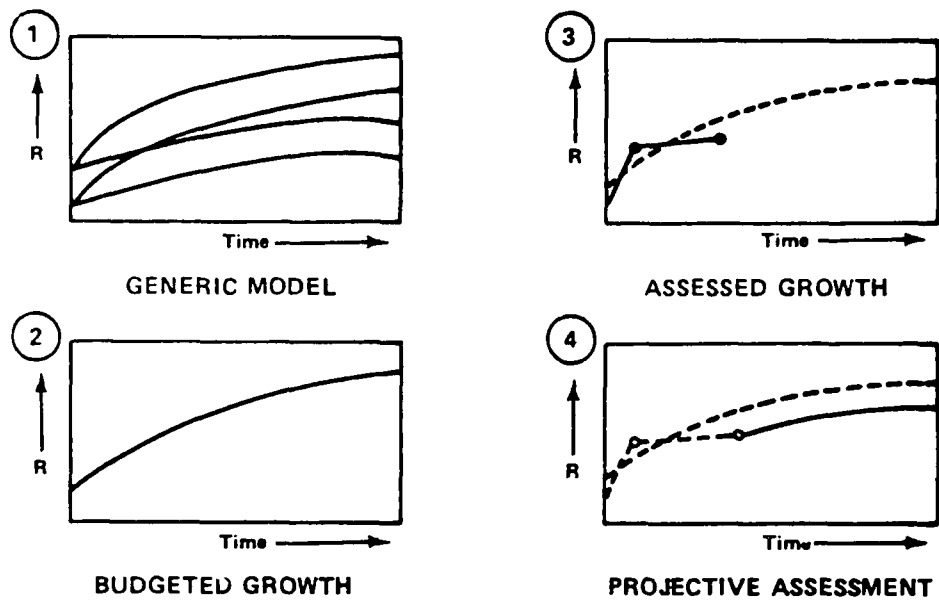 1
R
Time
GENERIC MODEL
2
R
Time
BUDGETED GROWTH
3
R
Time
ASSESSED GROWTH
4
R
Time
PROJECTIVE ASSESSMENT